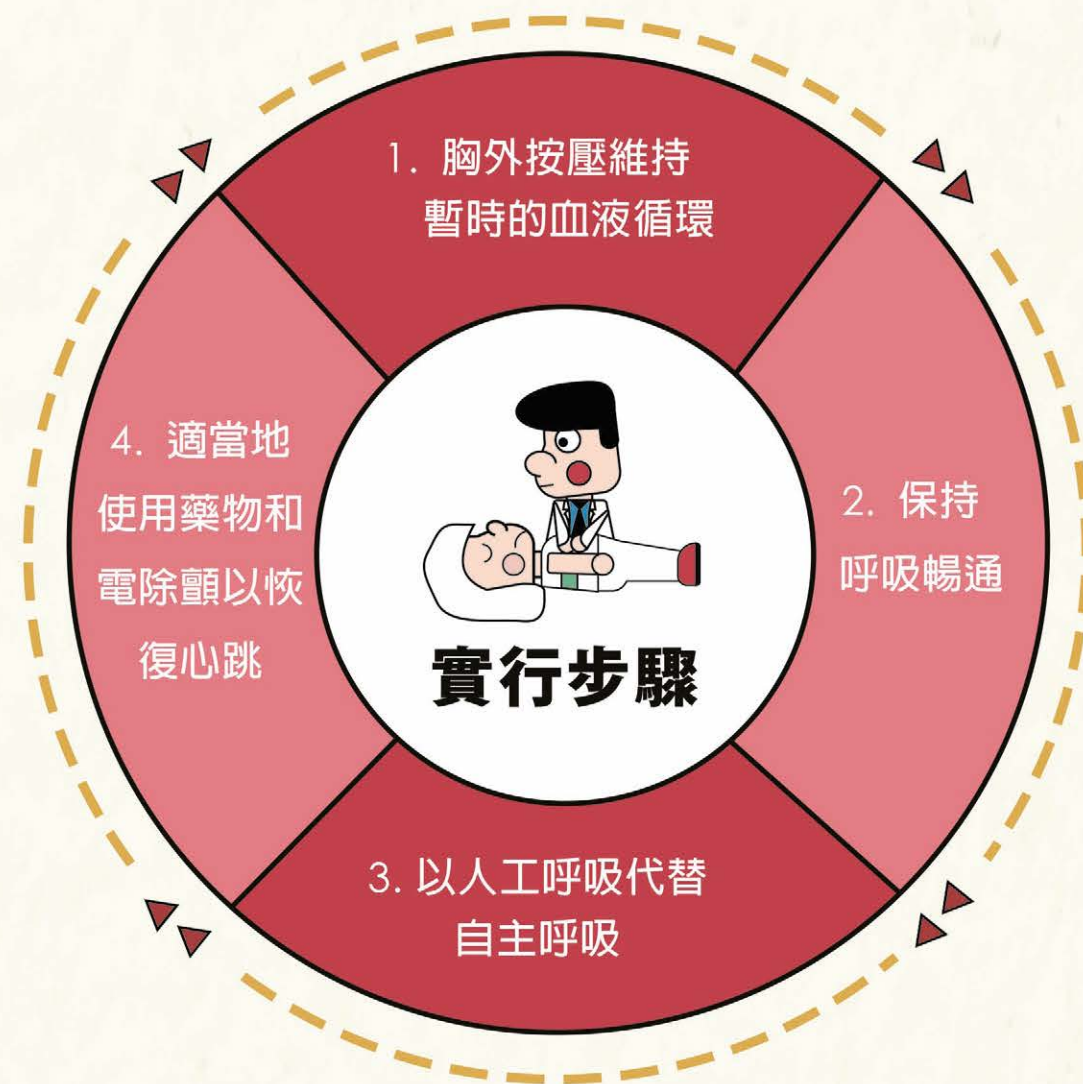 1. 胸外按壓維持
暫時的血液循環
2. 保持
呼吸暢通
3. 以人工呼吸代替
自主呼吸
4. 適當地
使用藥物和
電除顫以恢
復心跳
實行步驟